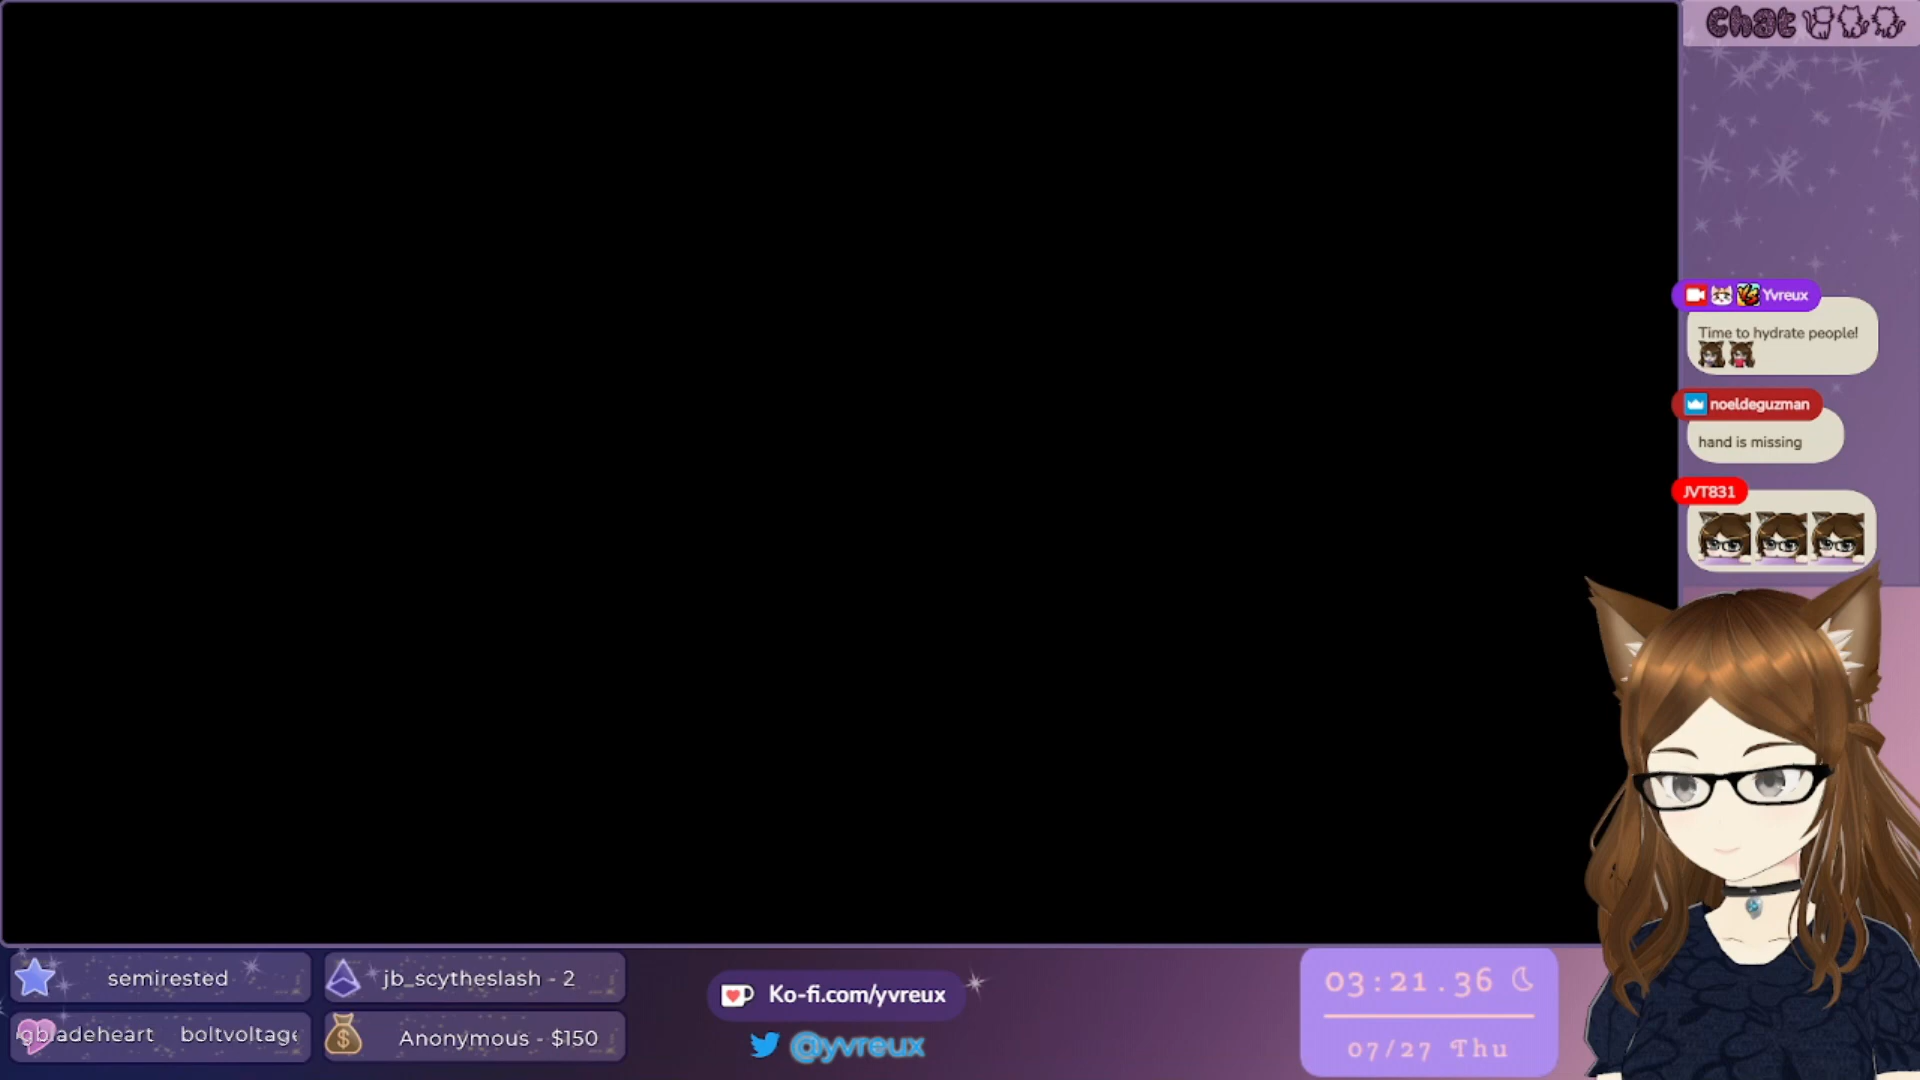 Chat
Yvreux
Time to hydrate people!
noeldeguzman
hand is missing
JVT831
semirested
jb_scytheslash - 2
gbladeheart boltvoltage
Anonymous - $150
Ko-fi.com/yvreux
@yvreux
03:21.36
07/27 Thu